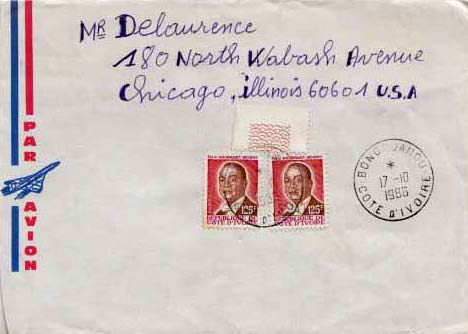 Mr Delaurence
180 North Wabash Avenue
Chicago, illinois 60601 U.S.A
PAR AVION
125F
REPUBLIQUE DE
COTE D'IVOIRE
125F
REPUBLIQUE DE
COTE D'IVOIRE
BONGOUANOU
*
17-10
1986
COTE D'IVOIRE